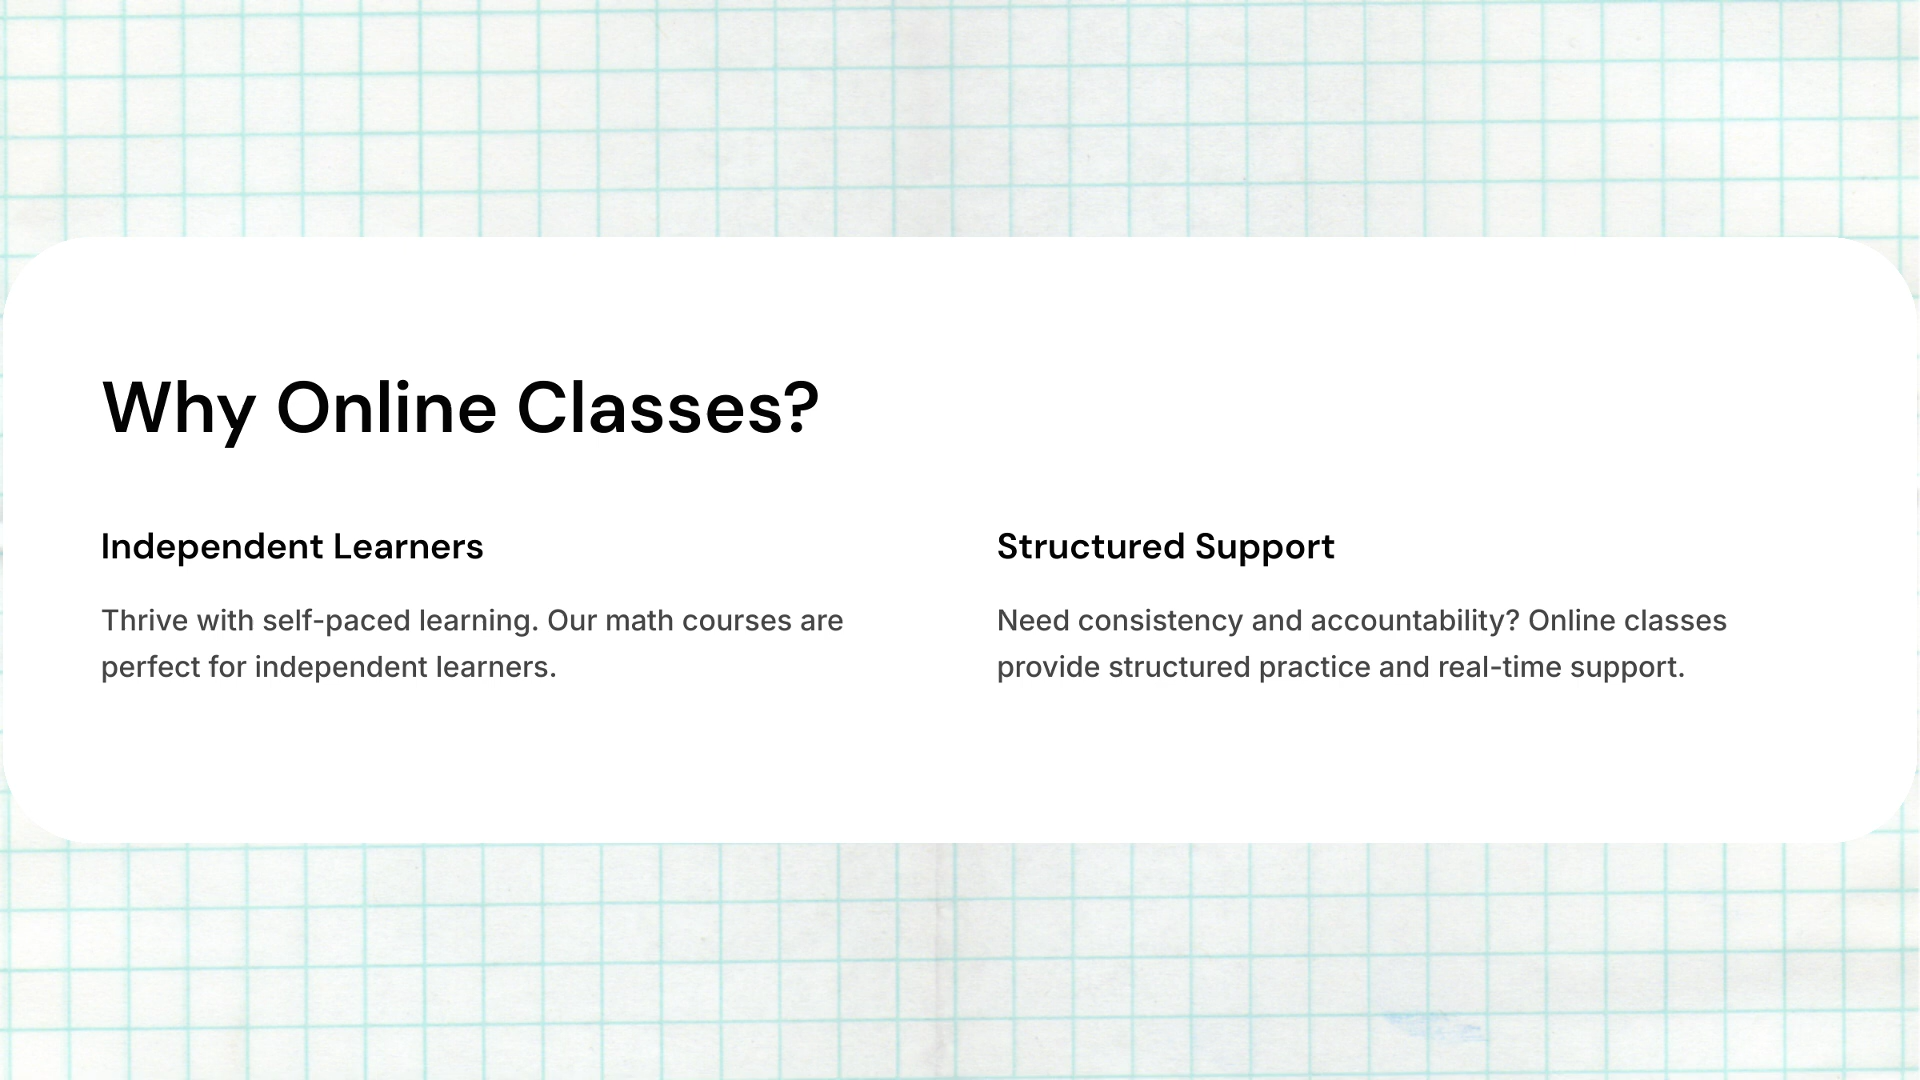 Why Online Classes?
Independent Learners
Thrive with self-paced learning. Our math courses are
perfect for independent learners.
Structured Support
Need consistency and accountability? Online classes
provide structured practice and real-time support.